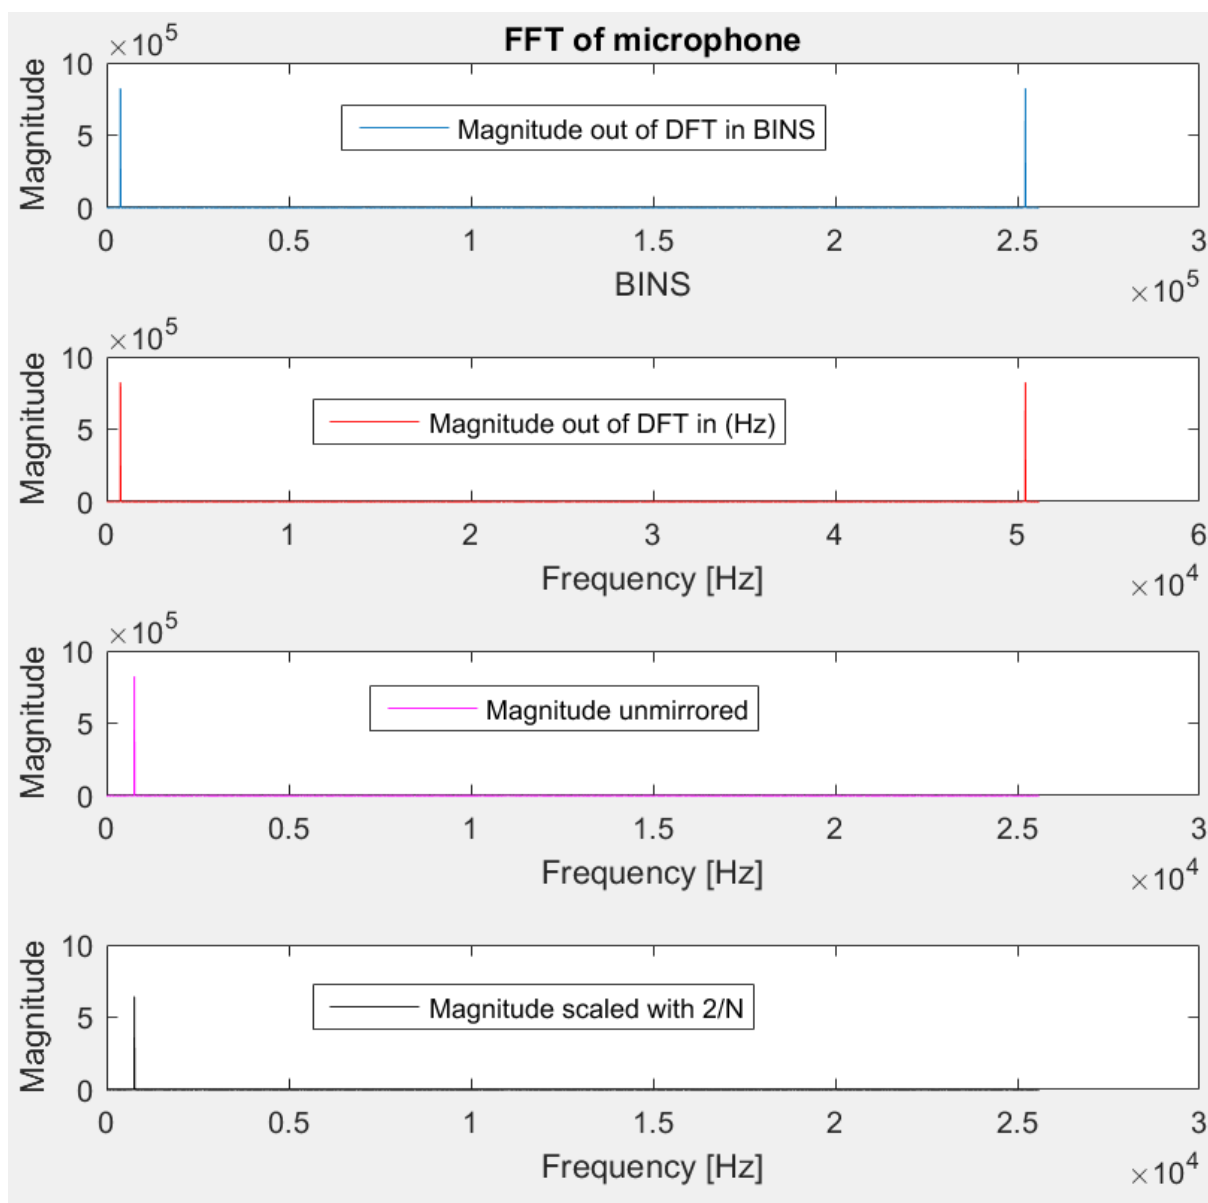 FFT of microphone
×10^5
10
5
0
Magnitude
Magnitude out of DFT in BINS
0 0.5 1 1.5 2 2.5 3
BINS
×10^5
×10^5
10
5
0
Magnitude
Magnitude out of DFT in (Hz)
0 1 2 3 4 5 6
Frequency [Hz]
×10^4
×10^5
10
5
0
Magnitude
Magnitude unmirrored
0 0.5 1 1.5 2 2.5 3
Frequency [Hz]
×10^4
10
5
0
Magnitude
Magnitude scaled with 2/N
0 0.5 1 1.5 2 2.5 3
Frequency [Hz]
×10^4